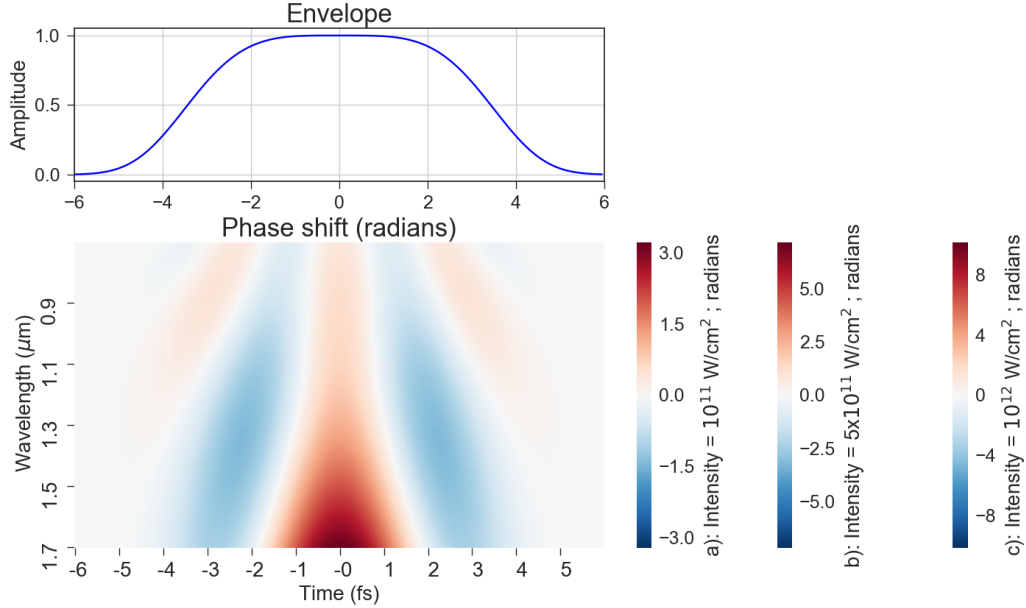 Envelope
Amplitude
1.0
0.5
0.0
−6 −4 −2 0 2 4 6
Phase shift (radians)
Wavelength (μm)
0.9
1.1
1.3
1.5
1.7
-6 -5 -4 -3 -2 -1 -0 1 2 3 4 5
Time (fs)
3.0
1.5
0.0
−1.5
−3.0
a): Intensity = 10¹¹ W/cm² ; radians
5.0
2.5
0.0
−2.5
−5.0
b): Intensity = 5x10¹¹ W/cm² ; radians
8
4
0
−4
−8
c): Intensity = 10¹² W/cm² ; radians